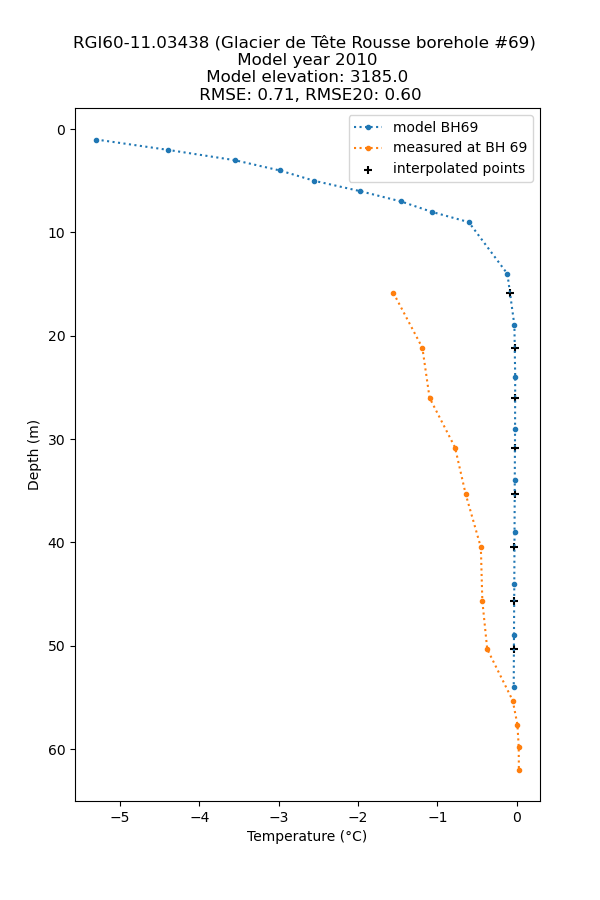 RGI60-11.03438 (Glacier de Tête Rousse borehole #69)
Model year 2010
Model elevation: 3185.0
RMSE: 0.71, RMSE20: 0.60
model BH69
measured at BH 69
interpolated points
0
10
20
30
40
50
60
Depth (m)
−5
−4
−3
−2
−1
0
Temperature (°C)